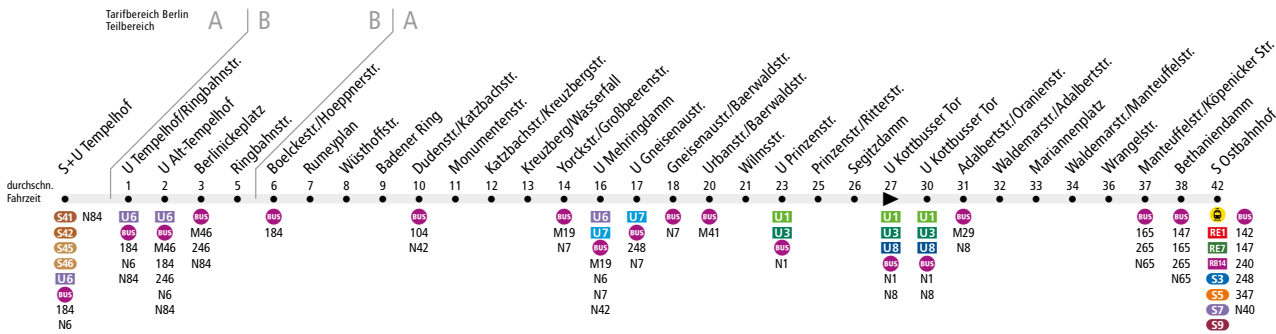 Tarifbereich Berlin
Teilbereich
A B B A
S+U Tempelhof
U Tempelhof/Ringbahnstr.
U Alt-Tempelhof
Berlinickeplatz
Ringbahnstr.
Boelckestr./Hoeppnerstr.
Rumeyplan
Wüsthoffstr.
Badener Ring
Dudenstr./Katzbachstr.
Monumentenstr.
Katzbachstr./Kreuzbergstr.
Kreuzberg/Wasserfall
Yorckstr./Großbeerenstr.
U Mehringdamm
U Gneisenaustr.
Gneisenaustr./Baerwaldstr.
Urbanstr./Baerwaldstr.
Wilmsstr.
U Prinzenstr.
Prinzenstr./Ritterstr.
Segitzdamm
U Kottbusser Tor
U Kottbusser Tor
Adalbertstr./Oranienstr.
Waldemarstr./Adalbertstr.
Mariannenplatz
Waldemarstr./Manteuffelstr.
Wrangelstr.
Manteuffelstr./Köpenicker Str.
Bethaniendamm
S Ostbahnhof
durchschn.
Fahrzeit
1 2 3 5 6 7 8 9 10 11 12 13 14 16 17 18 20 21 23 25 26 27 30 31 32 33 34 36 37 38 42
S41 N84
S42
S45
S46
U6
BUS
184
N6
U6
BUS
184
N6
N84
U6
BUS
M46
184
246
N6
N84
BUS
M46
246
N84
BUS
184
BUS
104
N42
BUS
M19
N7
U6
U7
BUS
M19
N6
N7
N42
U7
BUS
248
N7
BUS
N7
BUS
M41
U1
U3
BUS
N1
U1
U3
U8
BUS
N1
N8
U1
U3
U8
BUS
N1
N8
BUS
M29
N8
BUS
165
265
N65
BUS
147
165
265
N65
BUS
RE1 142
RE7 147
RB14 240
S3 248
S5 347
S7 N40
S9